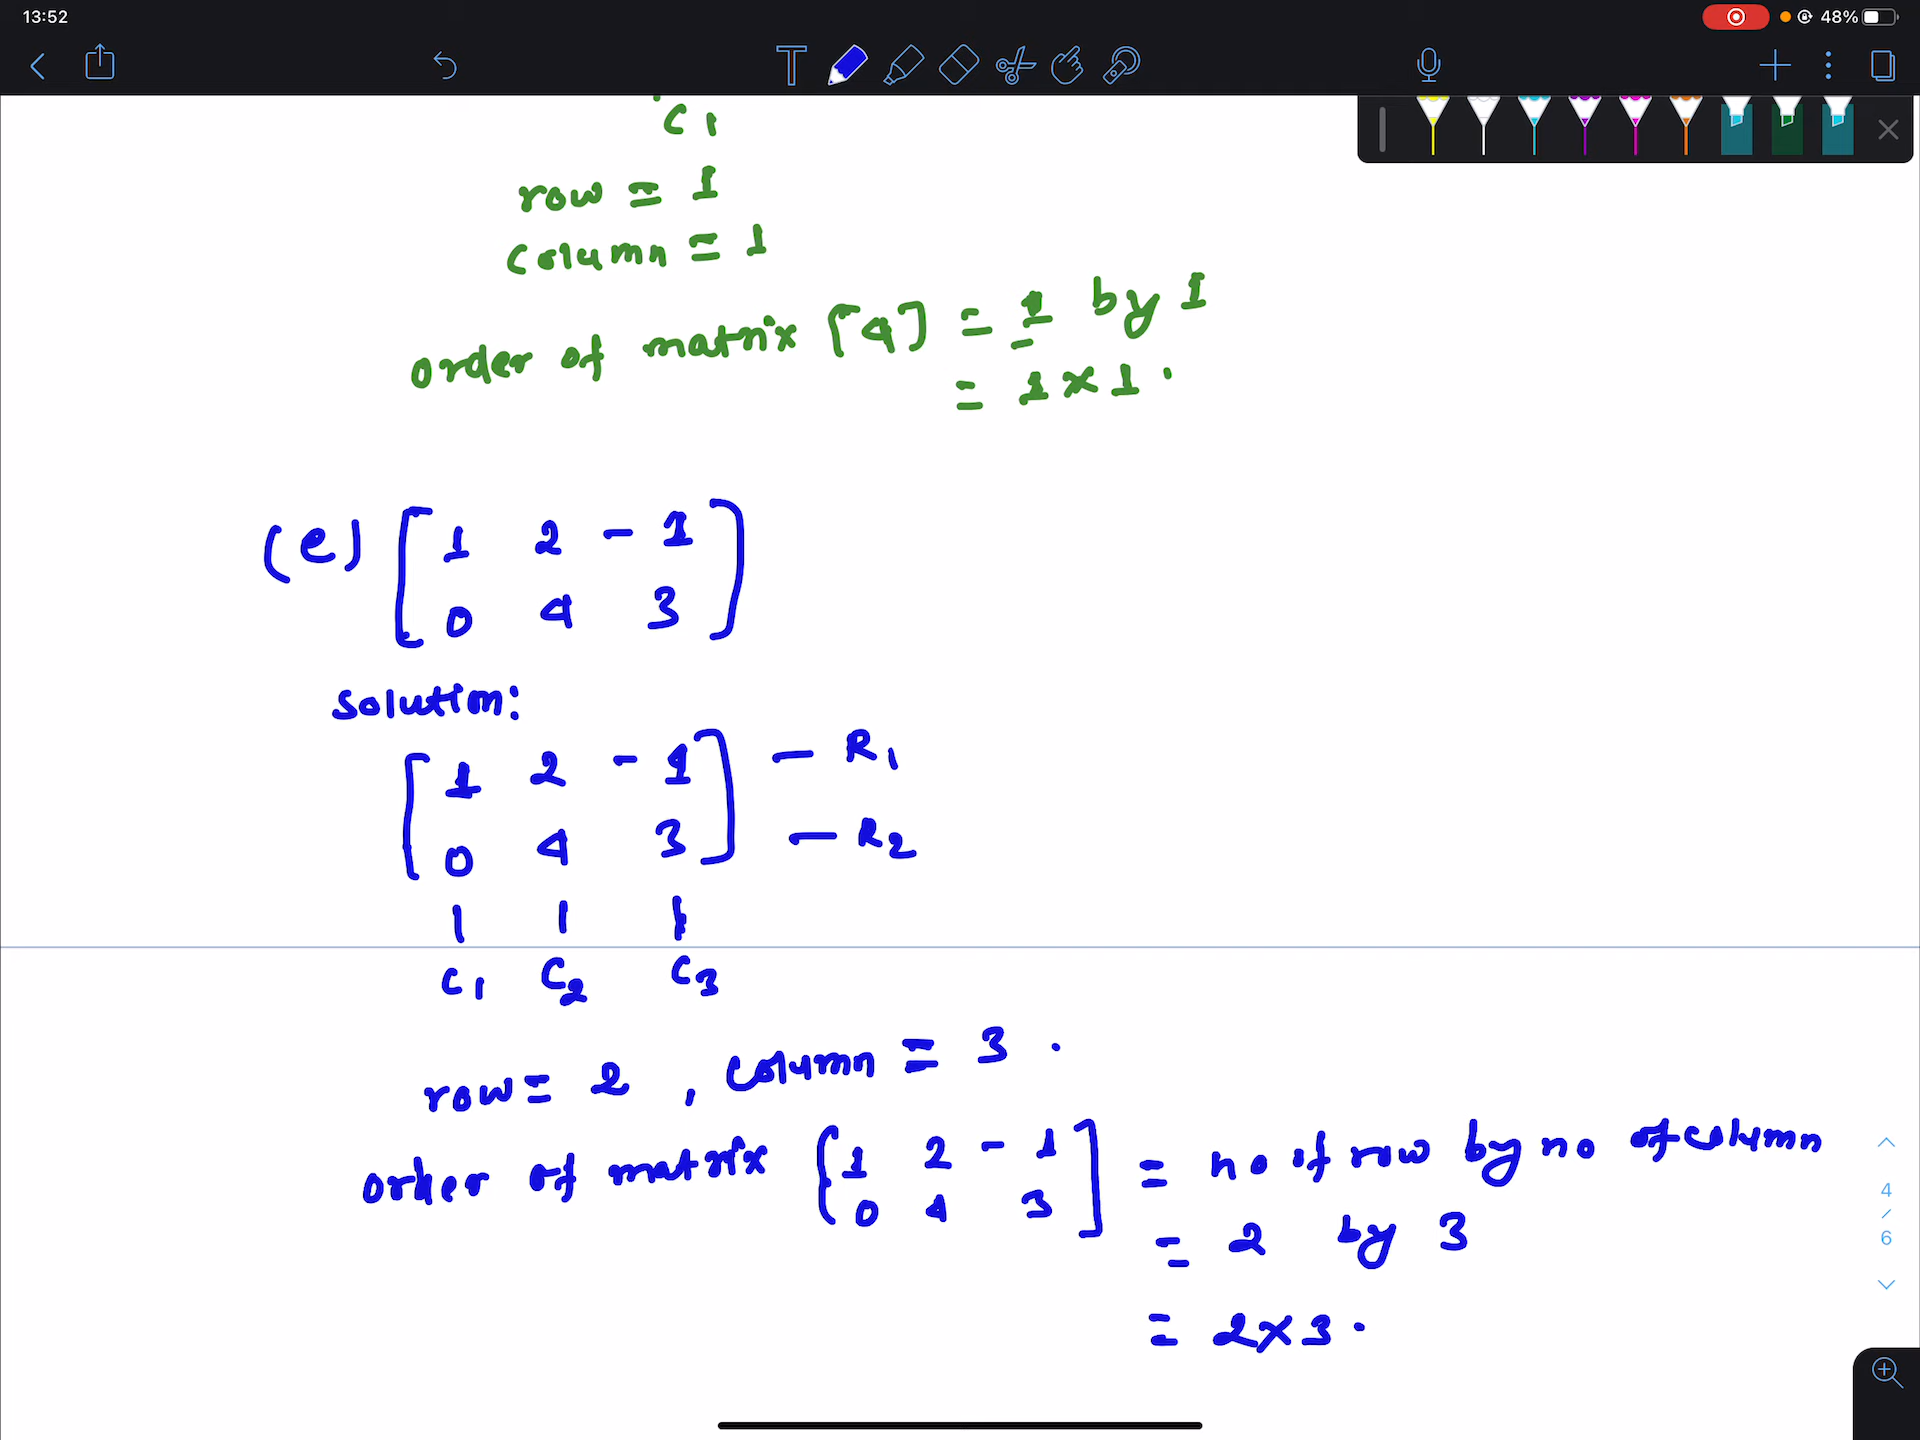 13:52
48%
T
C1
row = 1
column = 1
order of matrix [4] = 1 by 1
= 1 × 1 .
(e) [ 1 2 - 1
0 4 3 ]
Solution:
[ 1 2 - 1 ] — R1
0 4 3 — R2
| | |
C1 C2 C3
row = 2 , column = 3 .
order of matrix [ 1 2 - 1 ] = no of row by no of column
0 4 3
= 2 by 3
= 2×3 .
4
/
6